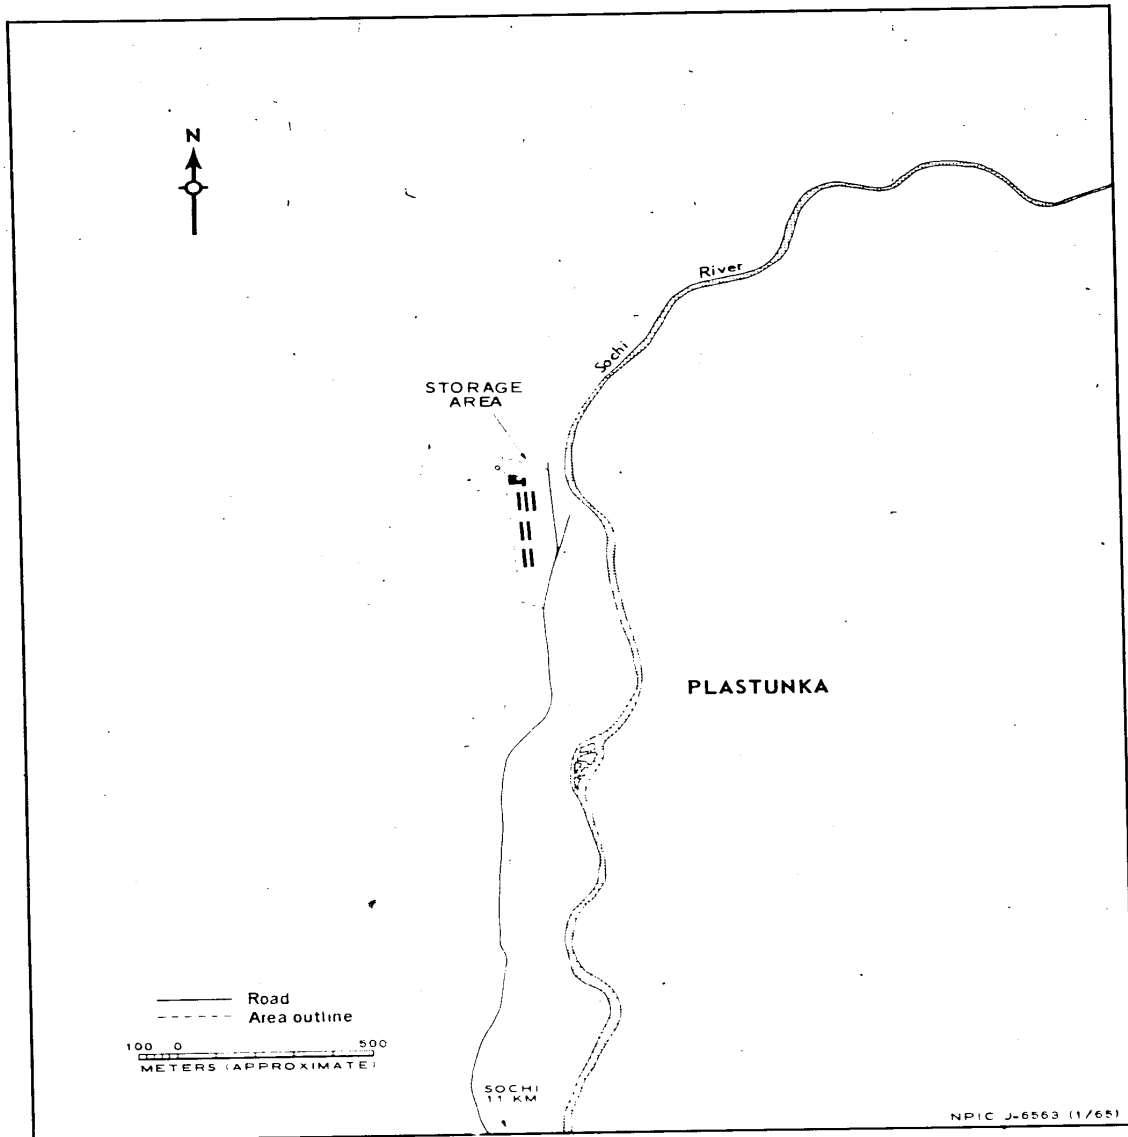 N
River
Sochi
STORAGE
AREA
PLASTUNKA
Road
Area outline
100 0 500
METERS (APPROXIMATE)
SOCHI
11 KM
NPIC J-6563 (1/65)